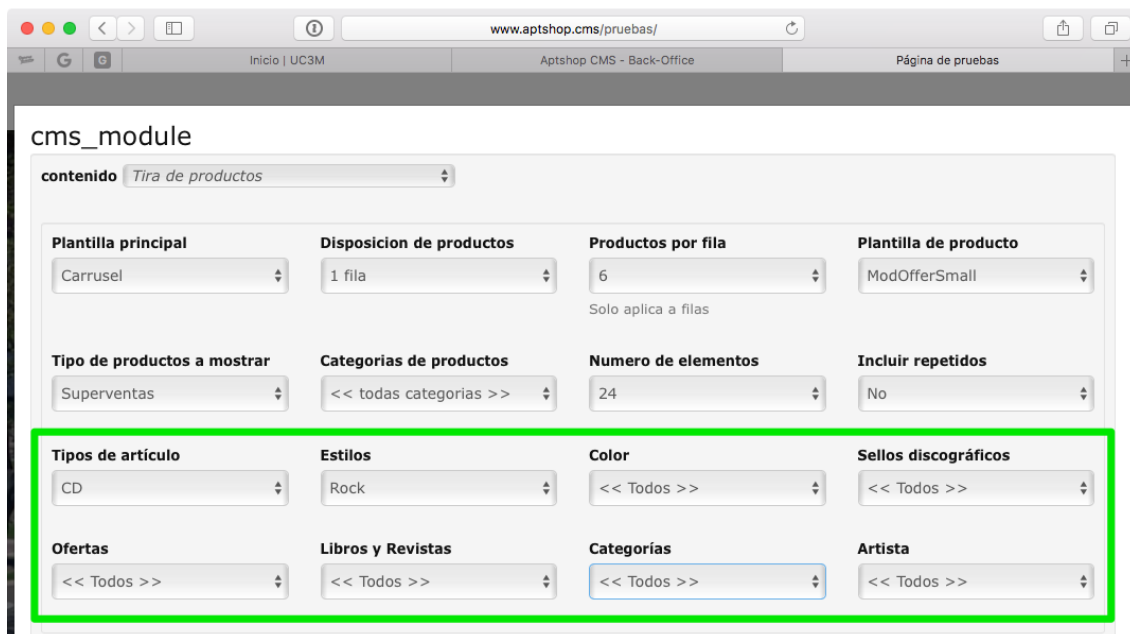 www.aptshop.cms/pruebas/
G G Inicio | UC3M Aptshop CMS - Back-Office Página de pruebas
cms_module
contenido Tira de productos
Plantilla principal Disposicion de productos Productos por fila Plantilla de producto
Carrusel 1 fila 6 ModOfferSmall
Solo aplica a filas
Tipo de productos a mostrar Categorias de productos Numero de elementos Incluir repetidos
Superventas << todas categorias >> 24 No
Tipos de artículo Estilos Color Sellos discográficos
CD Rock << Todos >> << Todos >>
Ofertas Libros y Revistas Categorías Artista
<< Todos >> << Todos >> << Todos >> << Todos >>